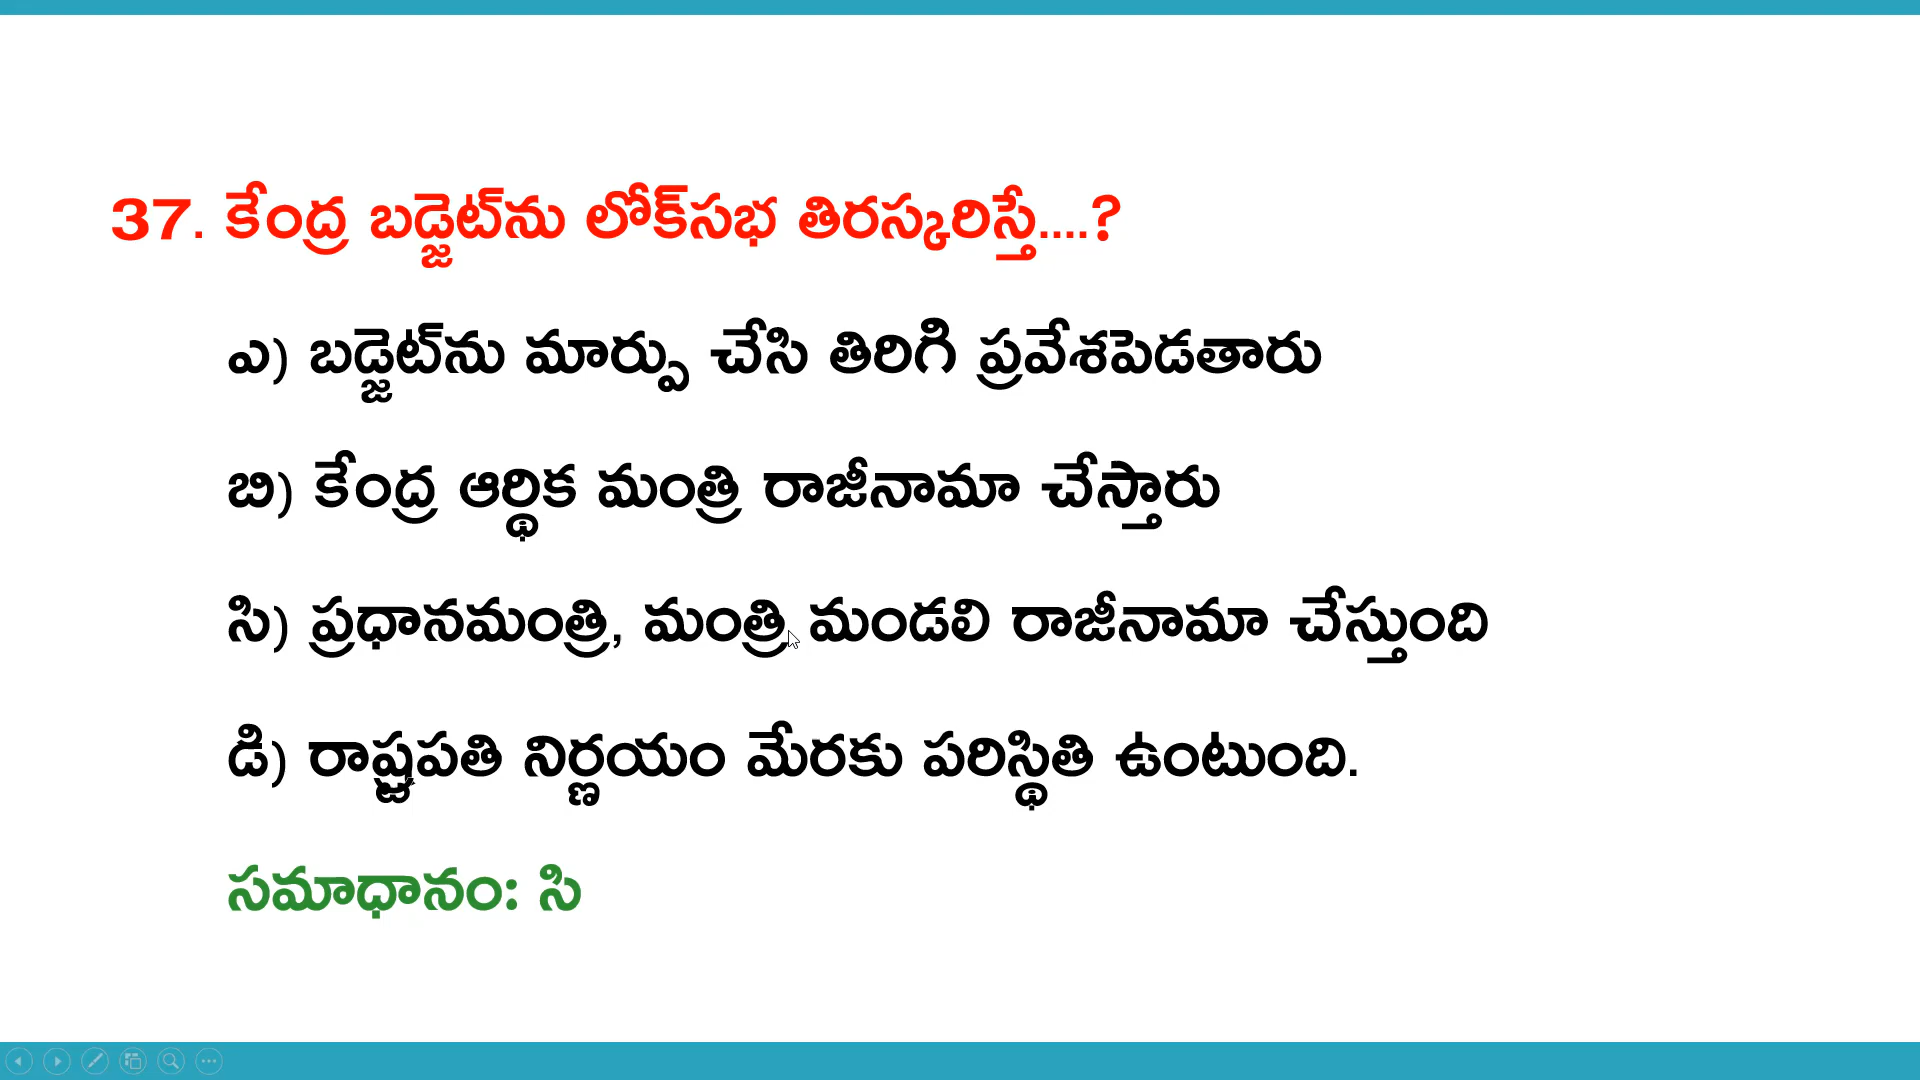 37. కేంద్ర బడ్జెట్‌ను లోక్‌సభ తిరస్కరిస్తే....?
ఎ) బడ్జెట్‌ను మార్పు చేసి తిరిగి ప్రవేశపెడతారు
బి) కేంద్ర ఆర్థిక మంత్రి రాజీనామా చేస్తారు
సి) ప్రధానమంత్రి, మంత్రి మండలి రాజీనామా చేస్తుంది
డి) రాష్ట్రపతి నిర్ణయం మేరకు పరిస్థితి ఉంటుంది.
సమాధానం: సి